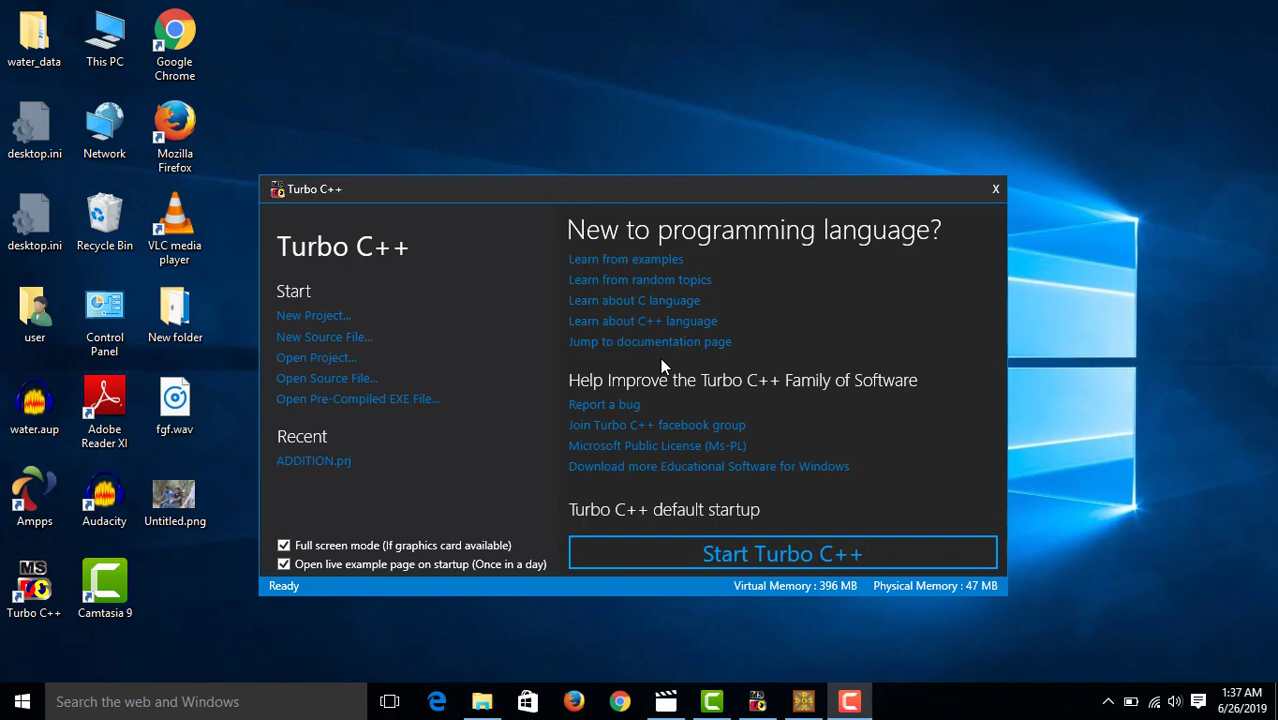 water_data
This PC
Google
Chrome
desktop.ini
Network
Mozilla
Firefox
desktop.ini
Recycle Bin
VLC media
player
user
Control
Panel
New folder
water.aup
Adobe
Reader XI
fgf.wav
Ampps
Audacity
Untitled.png
MS
Turbo C++
Camtasia 9
Turbo C++
X
Turbo C++
Start
New Project...
New Source File...
Open Project...
Open Source File...
Open Pre-Compiled EXE File...
Recent
ADDITION.prj
Full screen mode (If graphics card available)
Open live example page on startup (Once in a day)
New to programming language?
Learn from examples
Learn from random topics
Learn about C language
Learn about C++ language
Jump to documentation page
Help Improve the Turbo C++ Family of Software
Report a bug
Join Turbo C++ facebook group
Microsoft Public License (Ms-PL)
Download more Educational Software for Windows
Turbo C++ default startup
Start Turbo C++
Ready
Virtual Memory : 396 MB
Physical Memory : 47 MB
Search the web and Windows
1:37 AM
6/26/2019